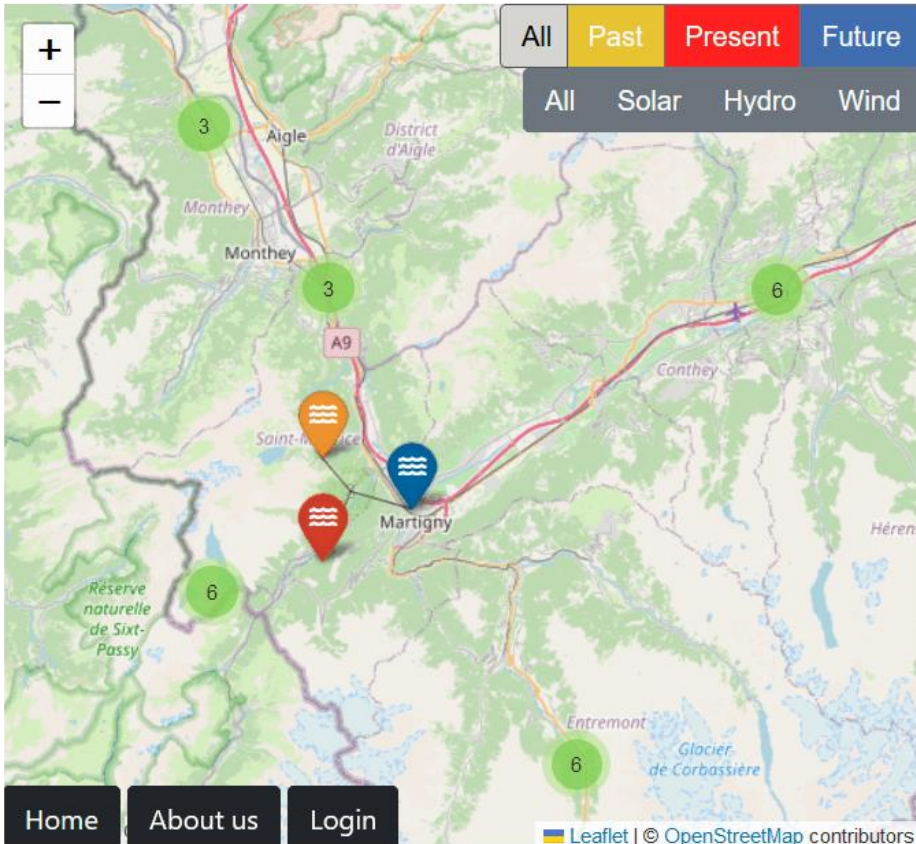 +
All Past Present Future
−
All Solar Hydro Wind
3
Aigle
District
d'Aigle
Monthey
Monthey
3
6
A9
Conthey
Martigny
Hérens
6
Réserve
naturelle
de Sixt-
Passy
Entremont
6
Glacier
de Corbassière
Home About us Login
Leaflet | © OpenStreetMap contributors